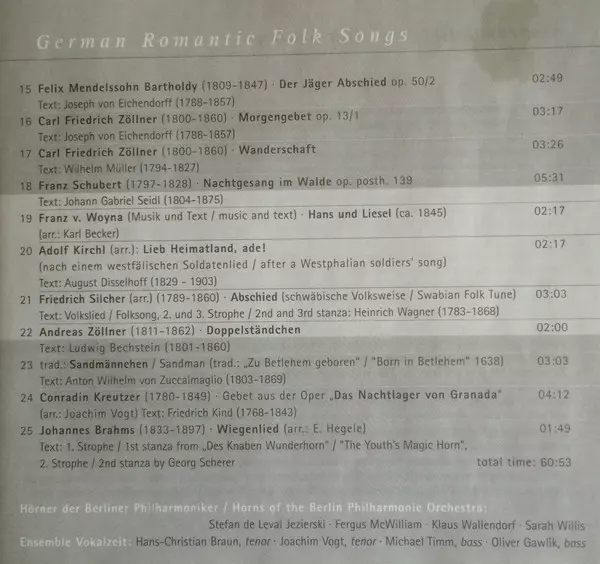 German Romantic Folk Songs
15 Felix Mendelssohn Bartholdy (1809-1847) · Der Jäger Abschied op. 50/2 02:49
Text: Joseph von Eichendorff (1788-1857)
16 Carl Friedrich Zöllner (1800-1860) · Morgengebet op. 13/1 03:17
Text: Joseph von Eichendorff (1788-1857)
17 Carl Friedrich Zöllner (1800-1860) · Wanderschaft 03:26
Text: Wilhelm Müller (1794-1827)
18 Franz Schubert (1797-1828) · Nachtgesang im Walde op. posth. 139 05:31
Text: Johann Gabriel Seidl (1804-1875)
19 Franz v. Woyna (Musik und Text / music and text) · Hans und Liesel (ca. 1845) 02:17
(arr.: Karl Becker)
20 Adolf Kirchl (arr.): Lieb Heimatland, ade! 02:17
(nach einem westfälischen Soldatenlied / after a Westphalian soldiers' song)
Text: August Disselhoff (1829 - 1903)
21 Friedrich Silcher (arr.) (1789-1860) · Abschied (schwäbische Volksweise / Swabian Folk Tune) 03:03
Text: Volkslied / Folksong, 2. und 3. Strophe / 2nd and 3rd stanza: Heinrich Wagner (1783-1868)
22 Andreas Zöllner (1811-1862) · Doppelständchen 02:00
Text: Ludwig Bechstein (1801-1860)
23 trad.: Sandmännchen / Sandman (trad.: „Zu Betlehem geboren" / "Born in Betlehem" 1638) 03:03
Text: Anton Wilhelm von Zuccalmaglio (1803-1869)
24 Conradin Kreutzer (1780-1849) · Gebet aus der Oper „Das Nachtlager von Granada" 04:12
(arr.: Joachim Vogt) Text: Friedrich Kind (1768-1843)
25 Johannes Brahms (1833-1897) · Wiegenlied (arr.: E. Hegele) 01:49
Text: 1. Strophe / 1st stanza from „Des Knaben Wunderhorn" / "The Youth's Magic Horn",
2. Strophe / 2nd stanza by Georg Scherer total time: 60:53
Hörner der Berliner Philharmoniker / Horns of the Berlin Philharmonic Orchestra:
Stefan de Leval Jezierski · Fergus McWilliam · Klaus Wallendorf · Sarah Willis
Ensemble Vokalzeit: Hans-Christian Braun, tenor · Joachim Vogt, tenor · Michael Timm, bass · Oliver Gawlik, bass